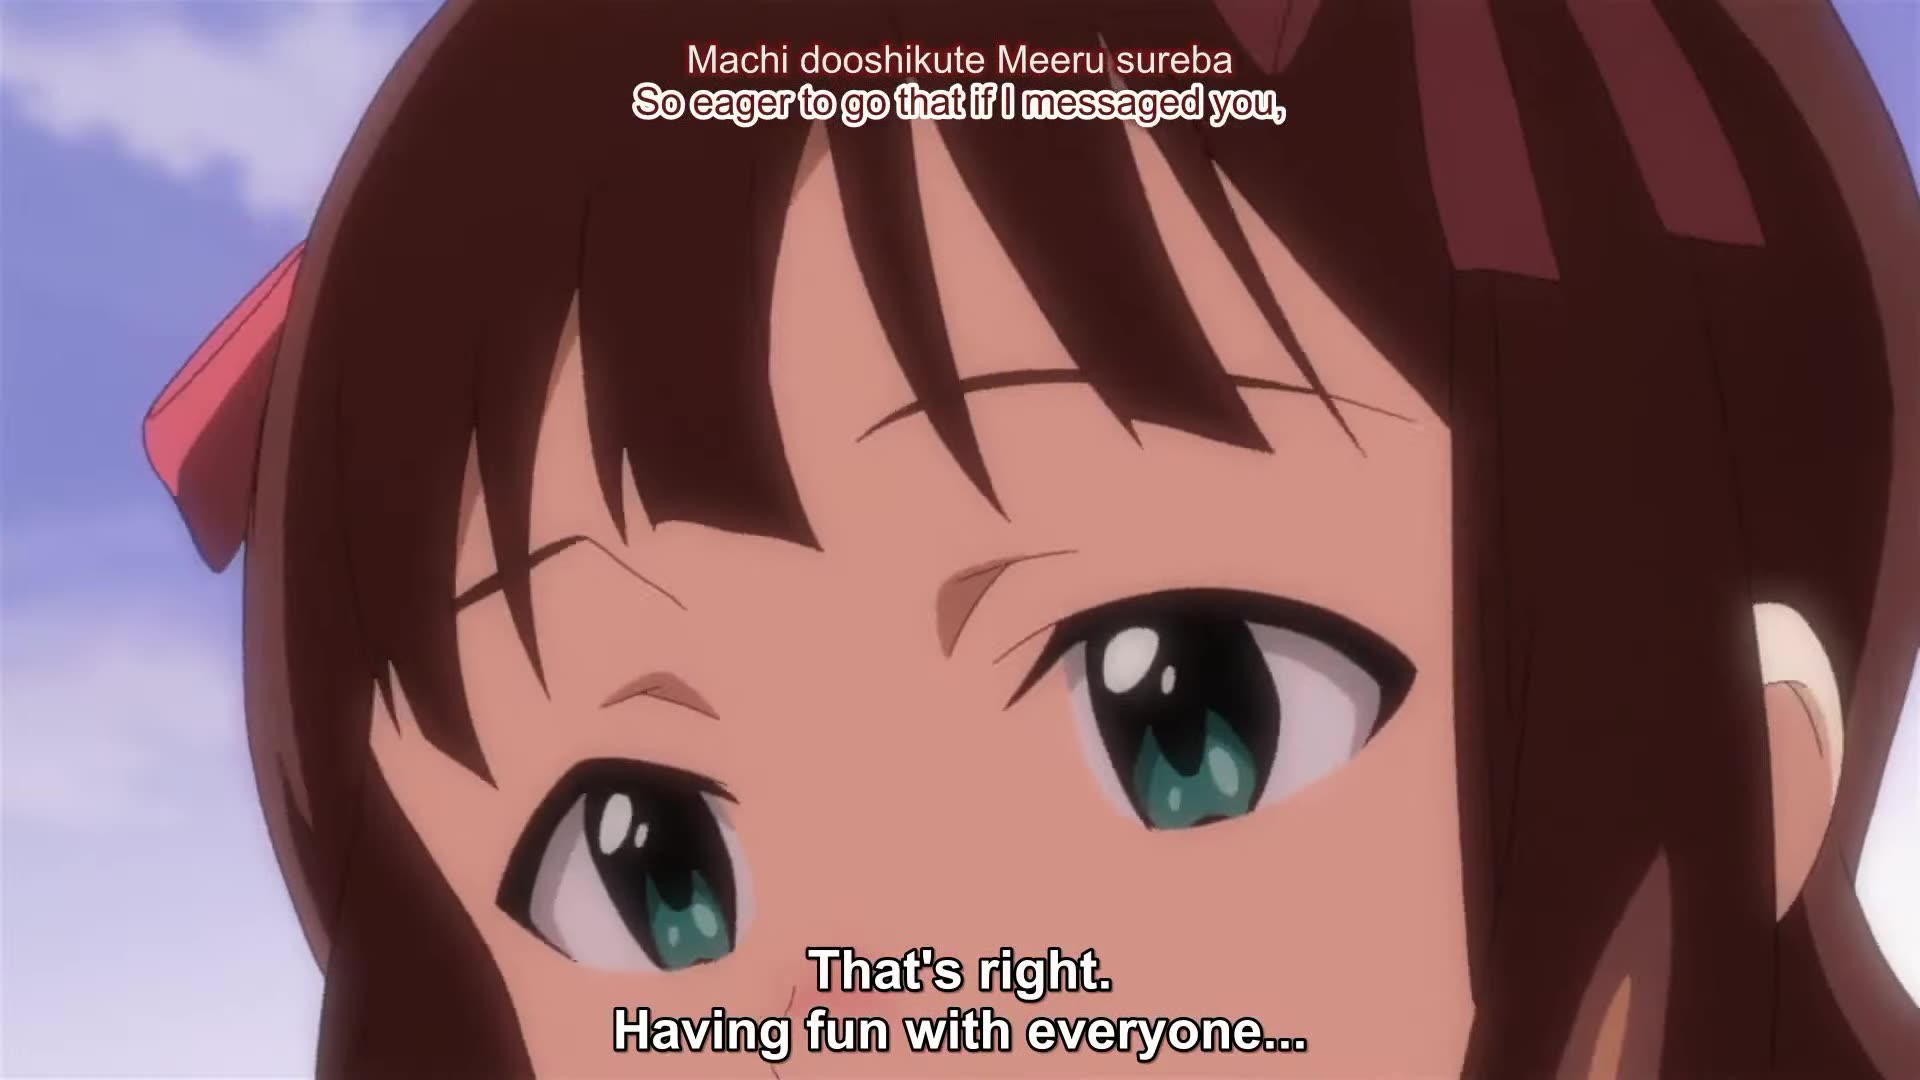 Machi dooshikute Meeru sureba
So eager to go that if I messaged you,
That's right.
Having fun with everyone...